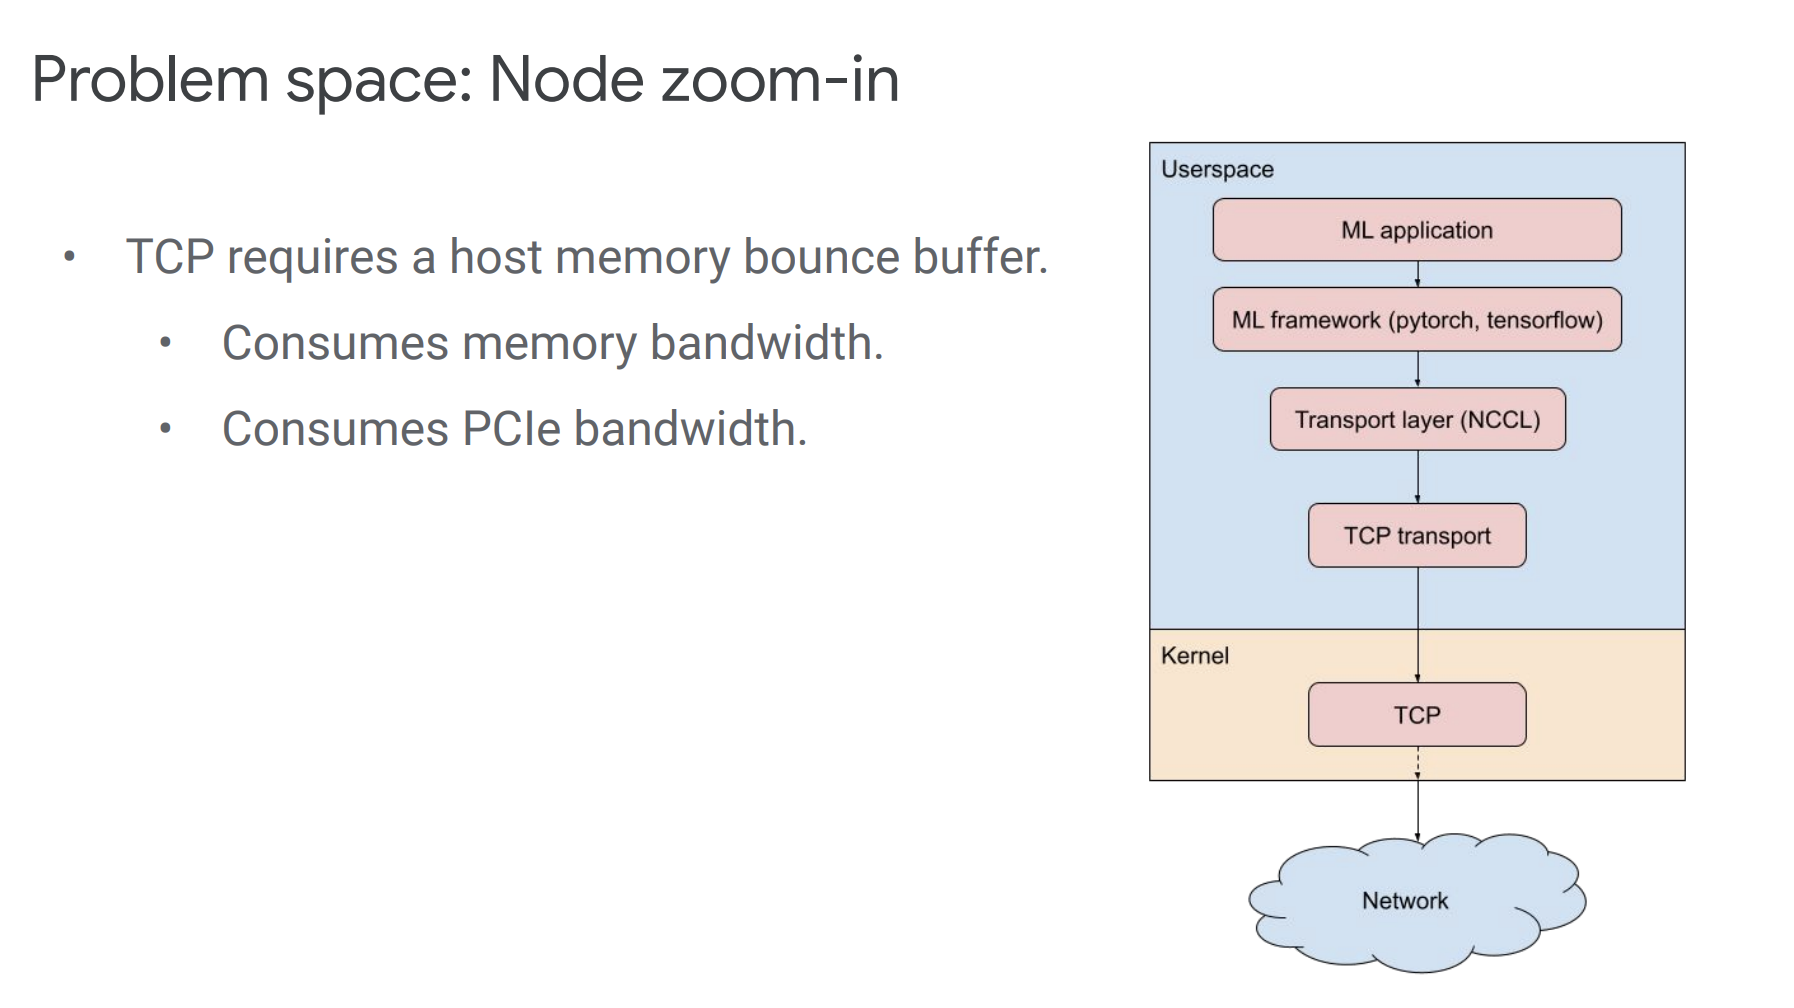 Problem space: Node zoom-in
• TCP requires a host memory bounce buffer.
• Consumes memory bandwidth.
• Consumes PCIe bandwidth.
Userspace
ML application
ML framework (pytorch, tensorflow)
Transport layer (NCCL)
TCP transport
Kernel
TCP
Network